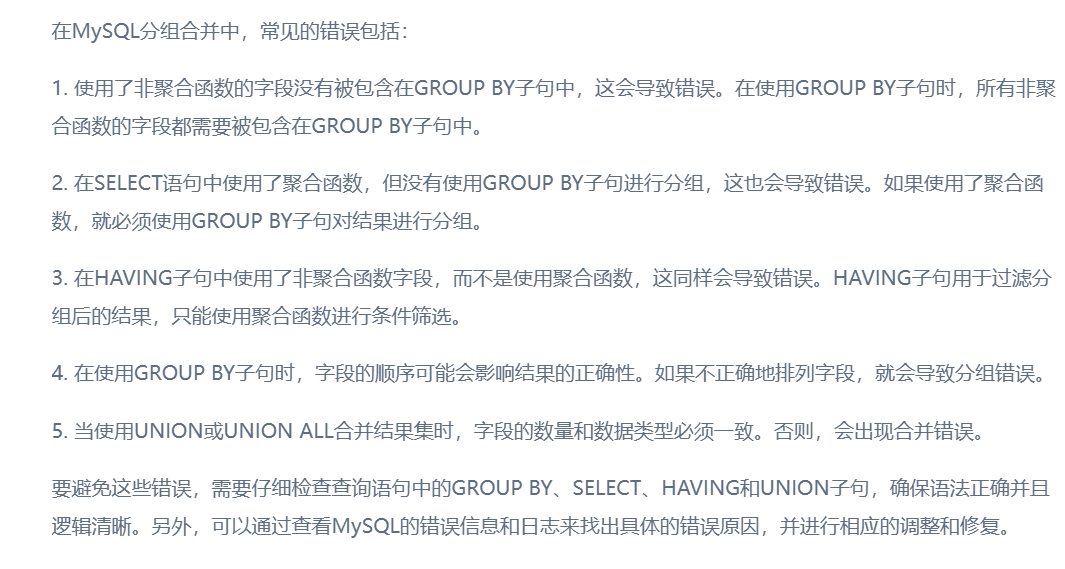 在MySQL分组合并中，常见的错误包括：
1. 使用了非聚合函数的字段没有被包含在GROUP BY子句中，这会导致错误。在使用GROUP BY子句时，所有非聚
合函数的字段都需要被包含在GROUP BY子句中。
2. 在SELECT语句中使用了聚合函数，但没有使用GROUP BY子句进行分组，这也会导致错误。如果使用了聚合函
数，就必须使用GROUP BY子句对结果进行分组。
3. 在HAVING子句中使用了非聚合函数字段，而不是使用聚合函数，这同样会导致错误。HAVING子句用于过滤分
组后的结果，只能使用聚合函数进行条件筛选。
4. 在使用GROUP BY子句时，字段的顺序可能会影响结果的正确性。如果不正确地排列字段，就会导致分组错误。
5. 当使用UNION或UNION ALL合并结果集时，字段的数量和数据类型必须一致。否则，会出现合并错误。
要避免这些错误，需要仔细检查查询语句中的GROUP BY、SELECT、HAVING和UNION子句，确保语法正确并且
逻辑清晰。另外，可以通过查看MySQL的错误信息和日志来找出具体的错误原因，并进行相应的调整和修复。